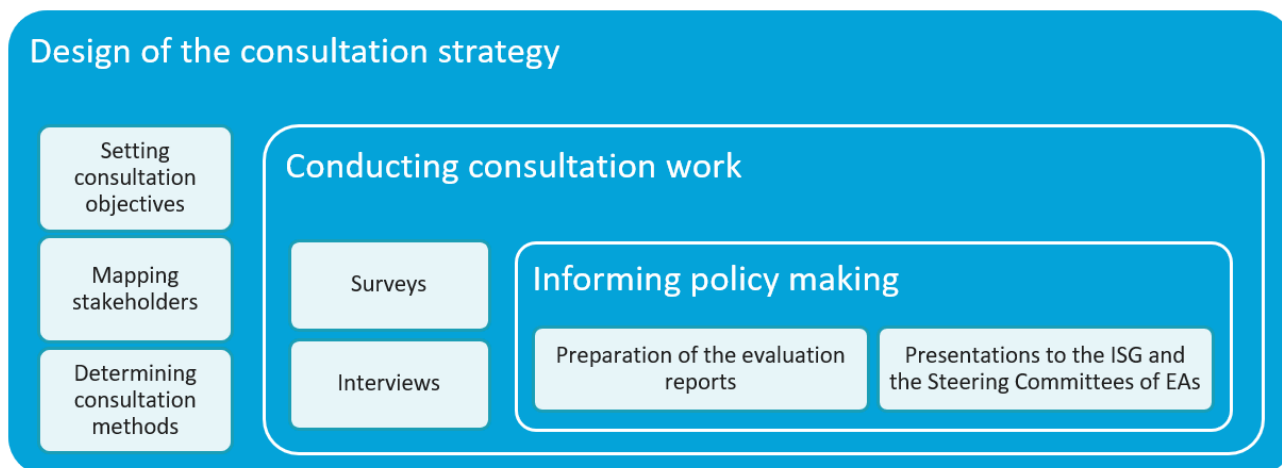 Design of the consultation strategy
Setting
consultation
objectives
Mapping
stakeholders
Determining
consultation
methods
Conducting consultation work
Surveys
Interviews
Informing policy making
Preparation of the evaluation
reports
Presentations to the ISG and
the Steering Committees of EAs